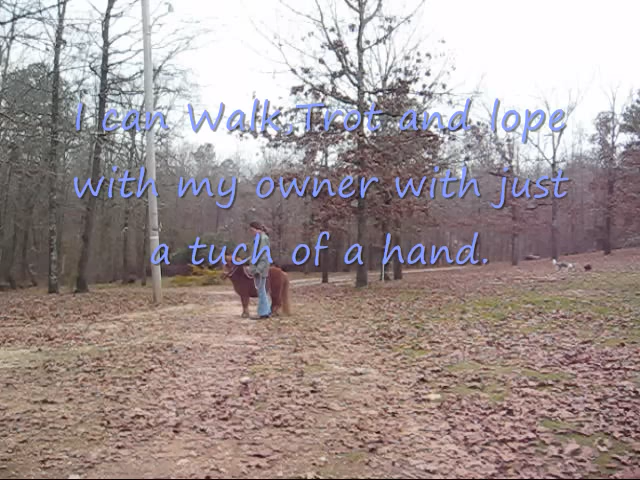 I can Walk,Trot and lope
with my owner with just
a tuch of a hand.